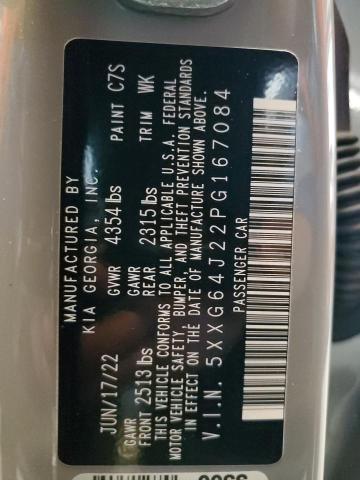 MANUFACTURED BY
KIA GEORGIA, INC.
JUN/17/22 GVWR 4354 lbs PAINT C7S
GAWR FRONT 2513 lbs GAWR REAR 2315 lbs TRIM WK
THIS VEHICLE CONFORMS TO ALL APPLICABLE U.S.A. FEDERAL
MOTOR VEHICLE SAFETY, BUMPER, AND THEFT PREVENTION STANDARDS
IN EFFECT ON THE DATE OF MANUFACTURE SHOWN ABOVE.
V.I.N. 5XXG64J22PG167084
PASSENGER CAR